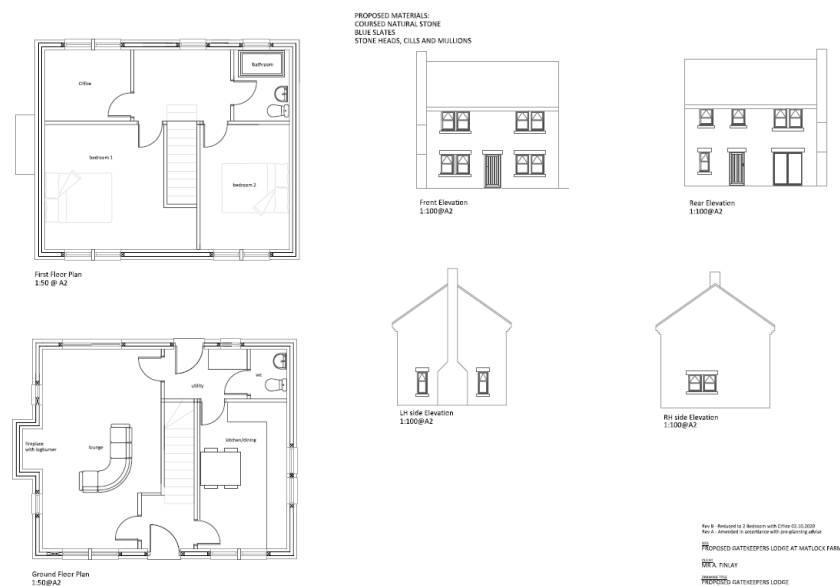 PROPOSED MATERIALS:
COURSED NATURAL STONE
BLUE SLATES
STONE HEADS, CILLS AND MULLIONS
Office
bathroom
bedroom 1
bedroom 2
First Floor Plan
1:50 @ A2
Front Elevation
1:100@A2
Rear Elevation
1:100@A2
utility
wc
fireplace
with logburner
lounge
kitchen/dining
Ground Floor Plan
1:50@A2
LH side Elevation
1:100@A2
RH side Elevation
1:100@A2
Rev B - Reduced to 2 Bedroom with Office 02.10.2020
Rev A - Amended in accordance with pre-planning advise
PROPOSED GATEKEEPERS LODGE AT MATLOCK FARM
MR A. FINLAY
DRAWING TITLE
PROPOSED GATEKEEPERS LODGE